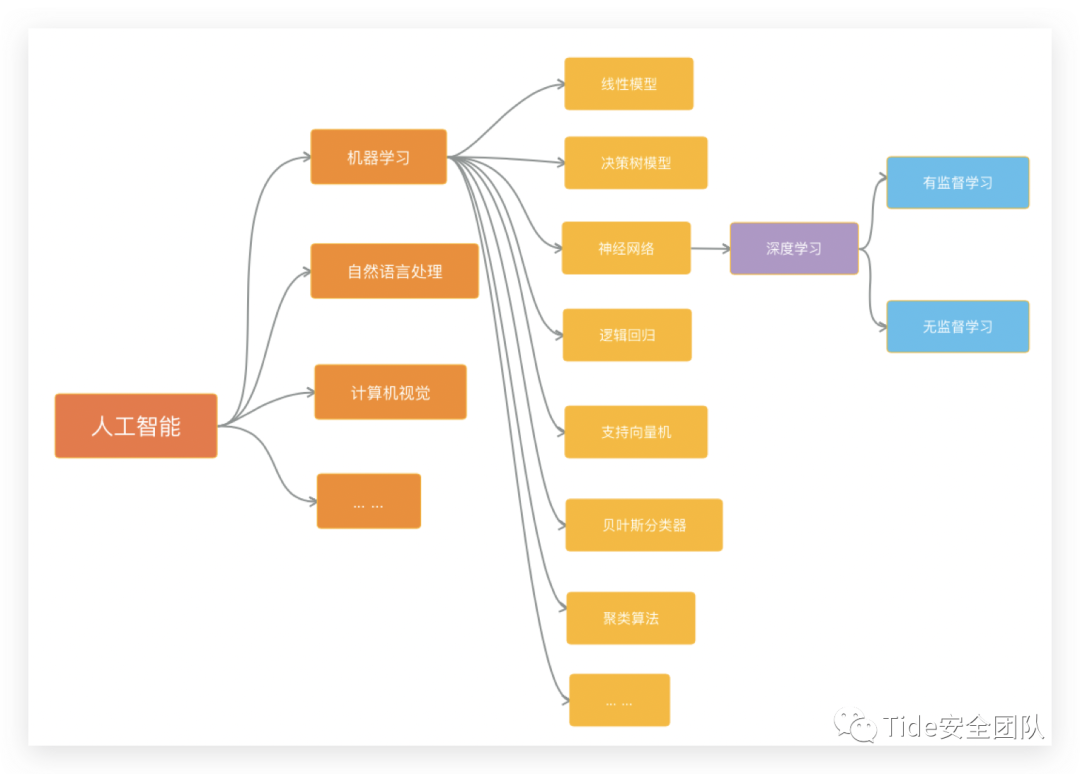 人工智能
机器学习
自然语言处理
计算机视觉
... ...
线性模型
决策树模型
神经网络
逻辑回归
支持向量机
贝叶斯分类器
聚类算法
... ...
深度学习
有监督学习
无监督学习
Tide安全团队